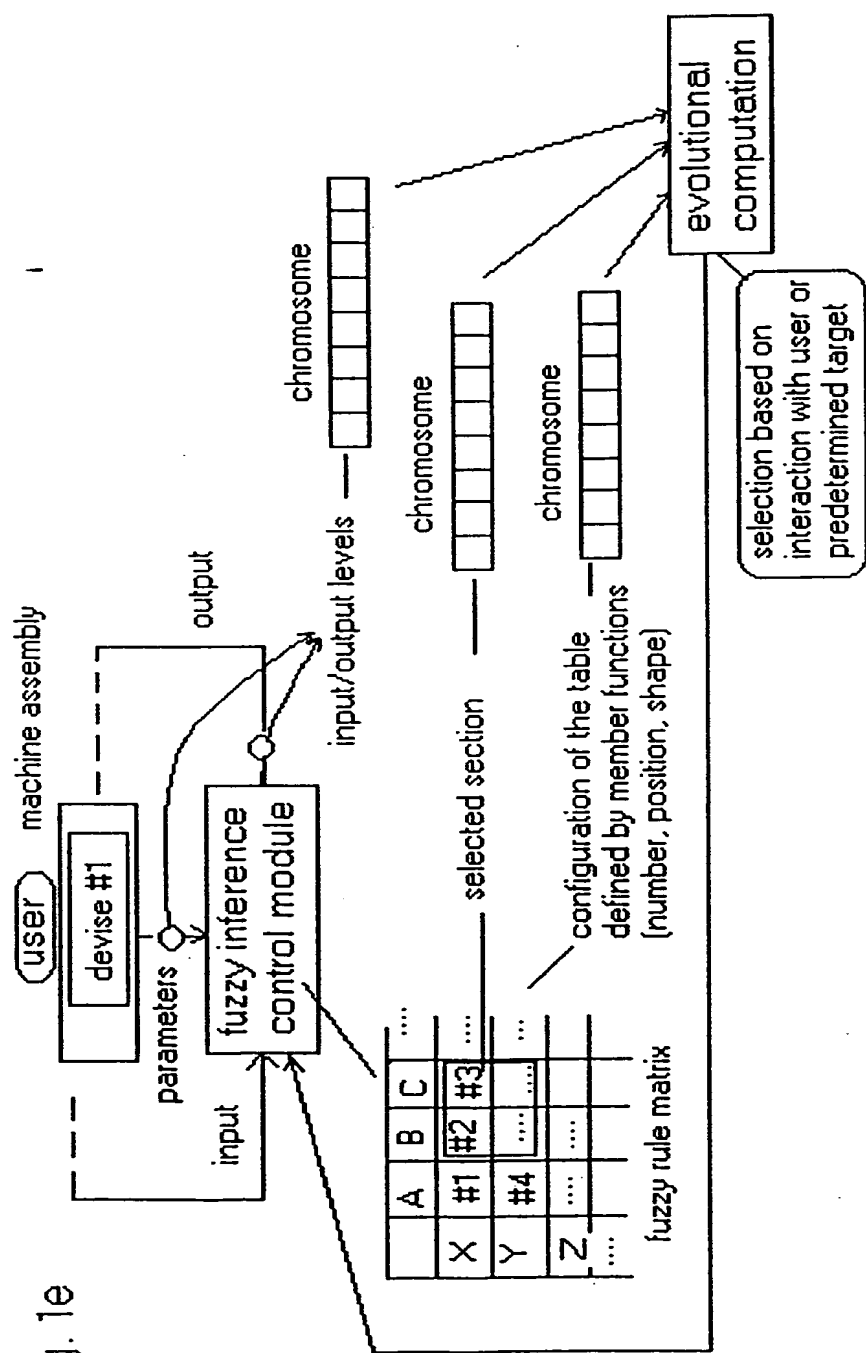 g. 1e
user
machine assembly
devise #1
parameters
input
output
fuzzy inference
control module
input/output levels
chromosome
A B C ....
X #1 #2 #3 ....
Y #4 .... .... ...
Z .... ....
....
fuzzy rule matrix
selected section
chromosome
configuration of the table
defined by member functions
(number, position, shape)
chromosome
evolutional
computation
selection based on
interaction with user or
predetermined target